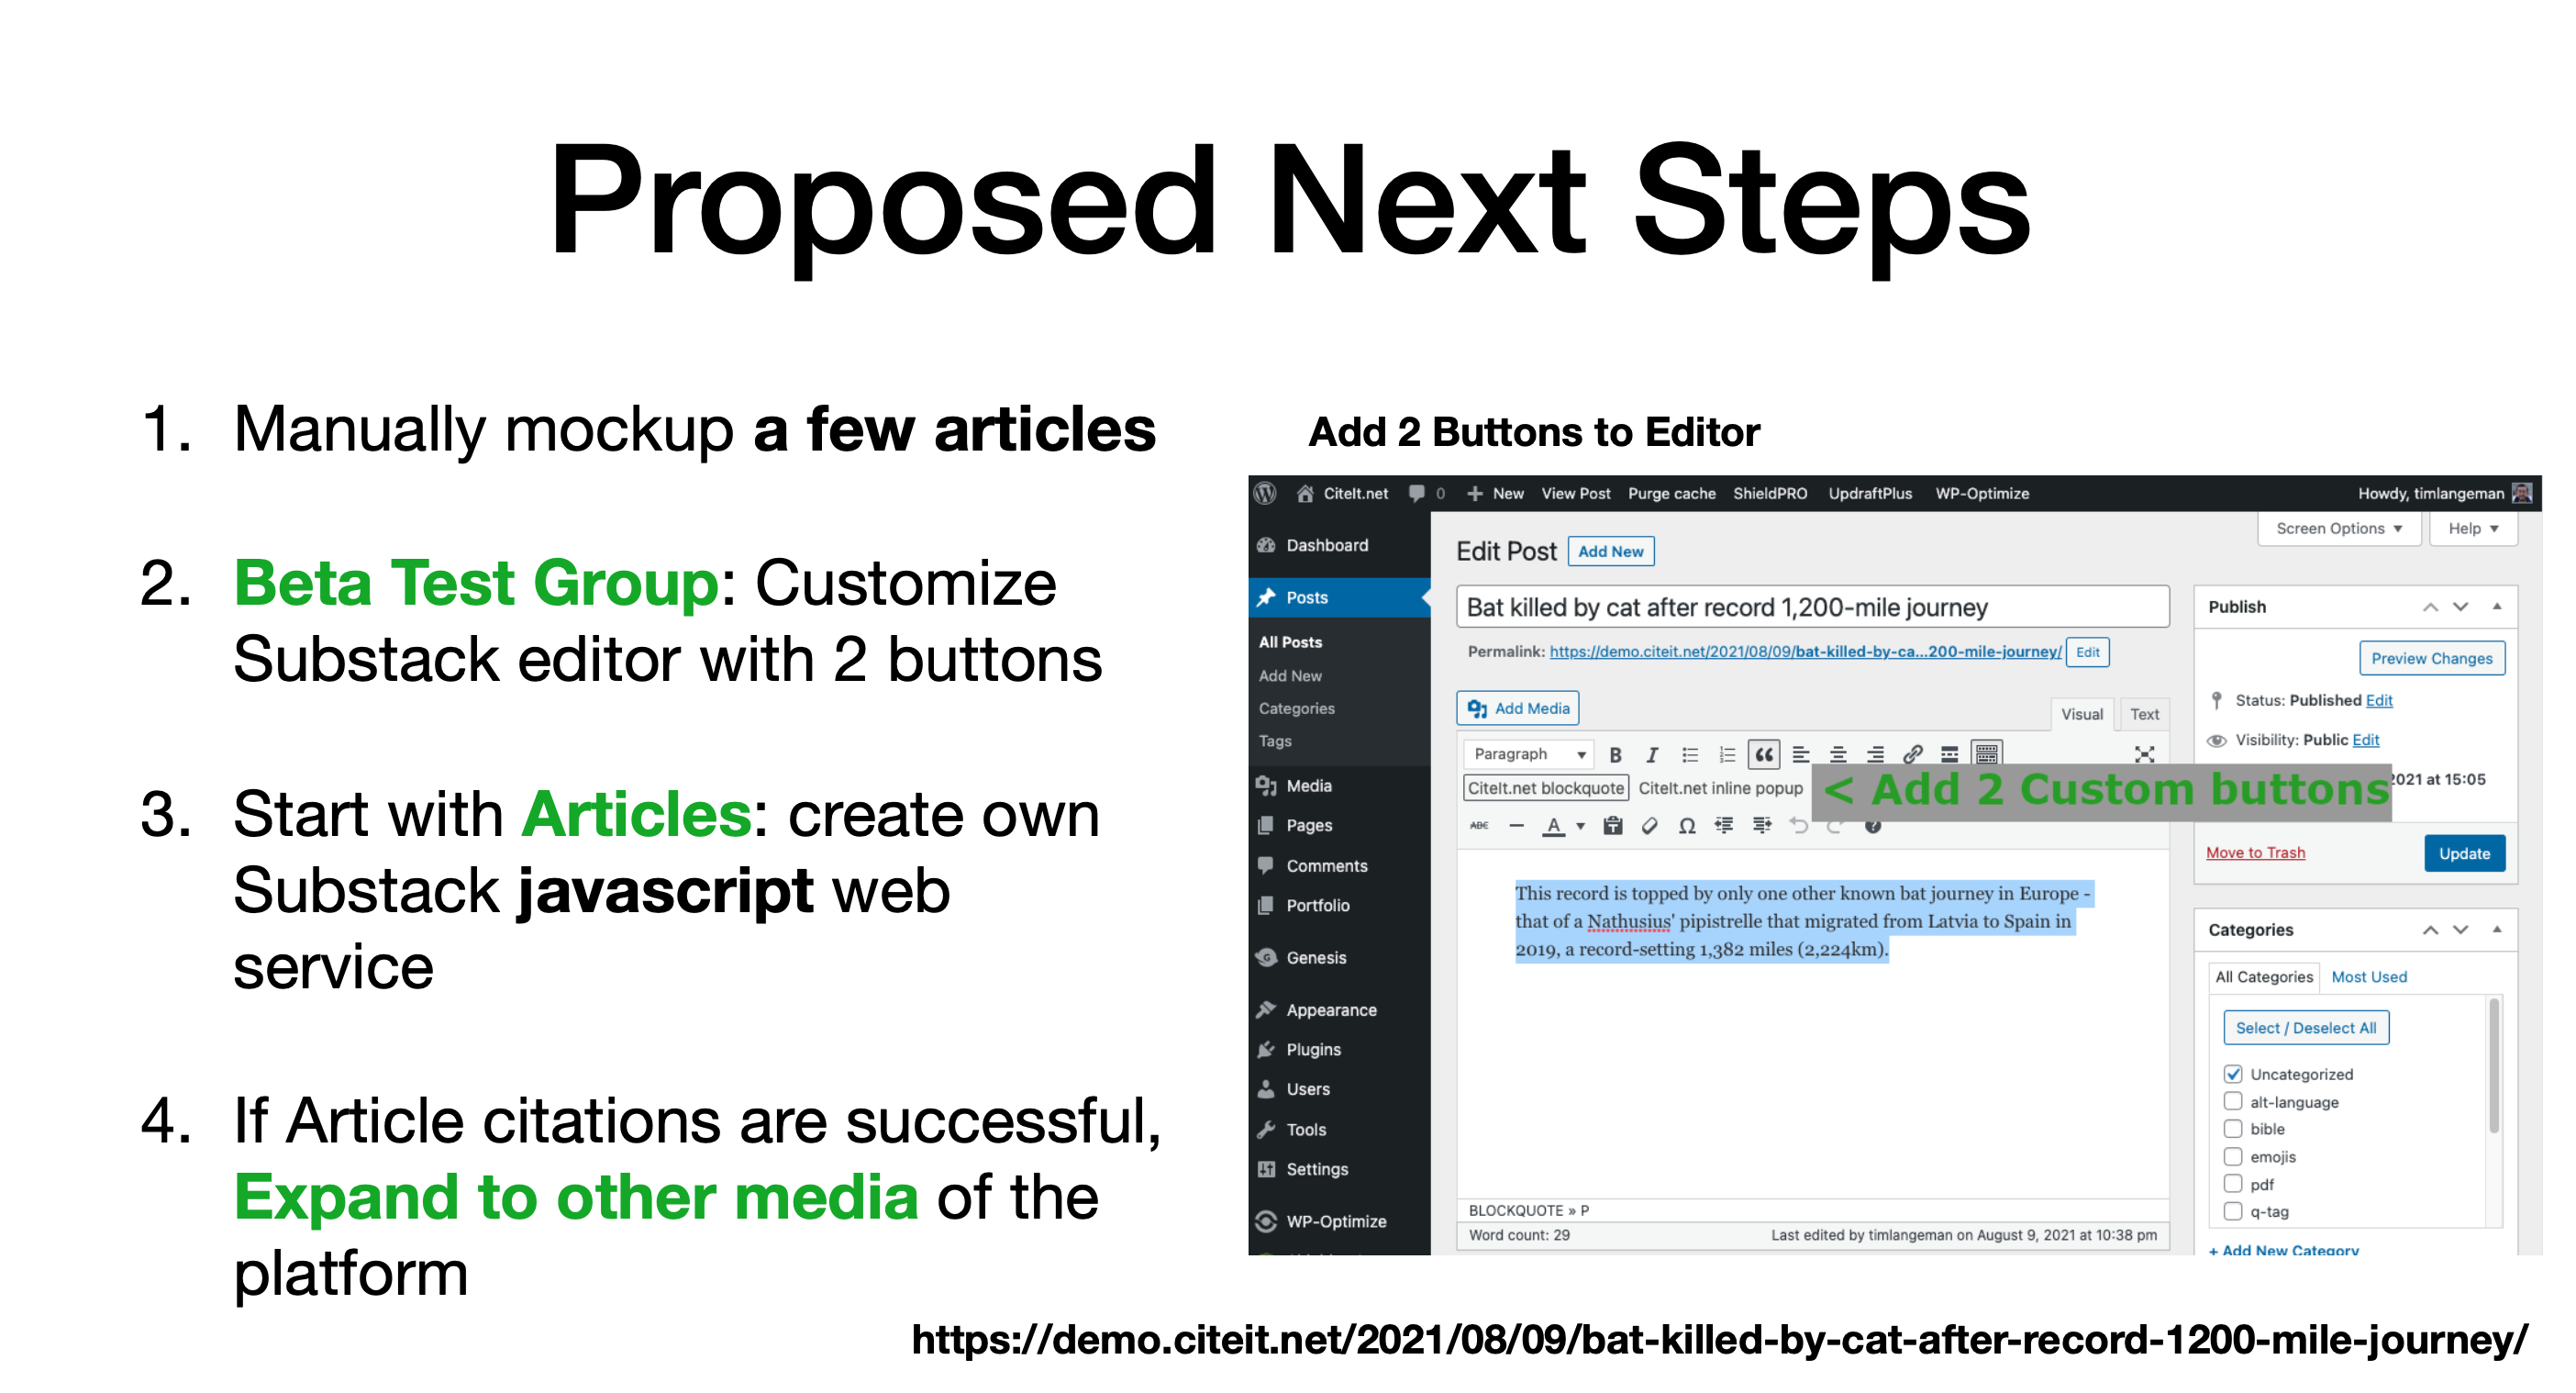 Proposed Next Steps
1. Manually mockup a few articles
2. Beta Test Group: Customize
Substack editor with 2 buttons
3. Start with Articles: create own
Substack javascript web
service
4. If Article citations are successful,
Expand to other media of the
platform
Add 2 Buttons to Editor
CiteIt.net 0 + New View Post Purge cache ShieldPRO UpdraftPlus WP-Optimize Howdy, timlangeman
Screen Options Help
Dashboard
Posts
All Posts
Add New
Categories
Tags
Media
Pages
Comments
Portfolio
Genesis
Appearance
Plugins
Users
Tools
Settings
WP-Optimize
Edit Post Add New
Bat killed by cat after record 1,200-mile journey
Permalink: https://demo.citeit.net/2021/08/09/bat-killed-by-ca...200-mile-journey/ Edit
Add Media
Visual Text
Paragraph B I
CiteIt.net blockquote CiteIt.net inline popup < Add 2 Custom buttons
ABC A Ω
This record is topped by only one other known bat journey in Europe -
that of a Nathusius' pipistrelle that migrated from Latvia to Spain in
2019, a record-setting 1,382 miles (2,224km).
BLOCKQUOTE » P
Word count: 29 Last edited by timlangeman on August 9, 2021 at 10:38 pm
Publish
Preview Changes
Status: Published Edit
Visibility: Public Edit
2021 at 15:05
Move to Trash Update
Categories
All Categories Most Used
Select / Deselect All
Uncategorized
alt-language
bible
emojis
pdf
q-tag
+ Add New Category
https://demo.citeit.net/2021/08/09/bat-killed-by-cat-after-record-1200-mile-journey/